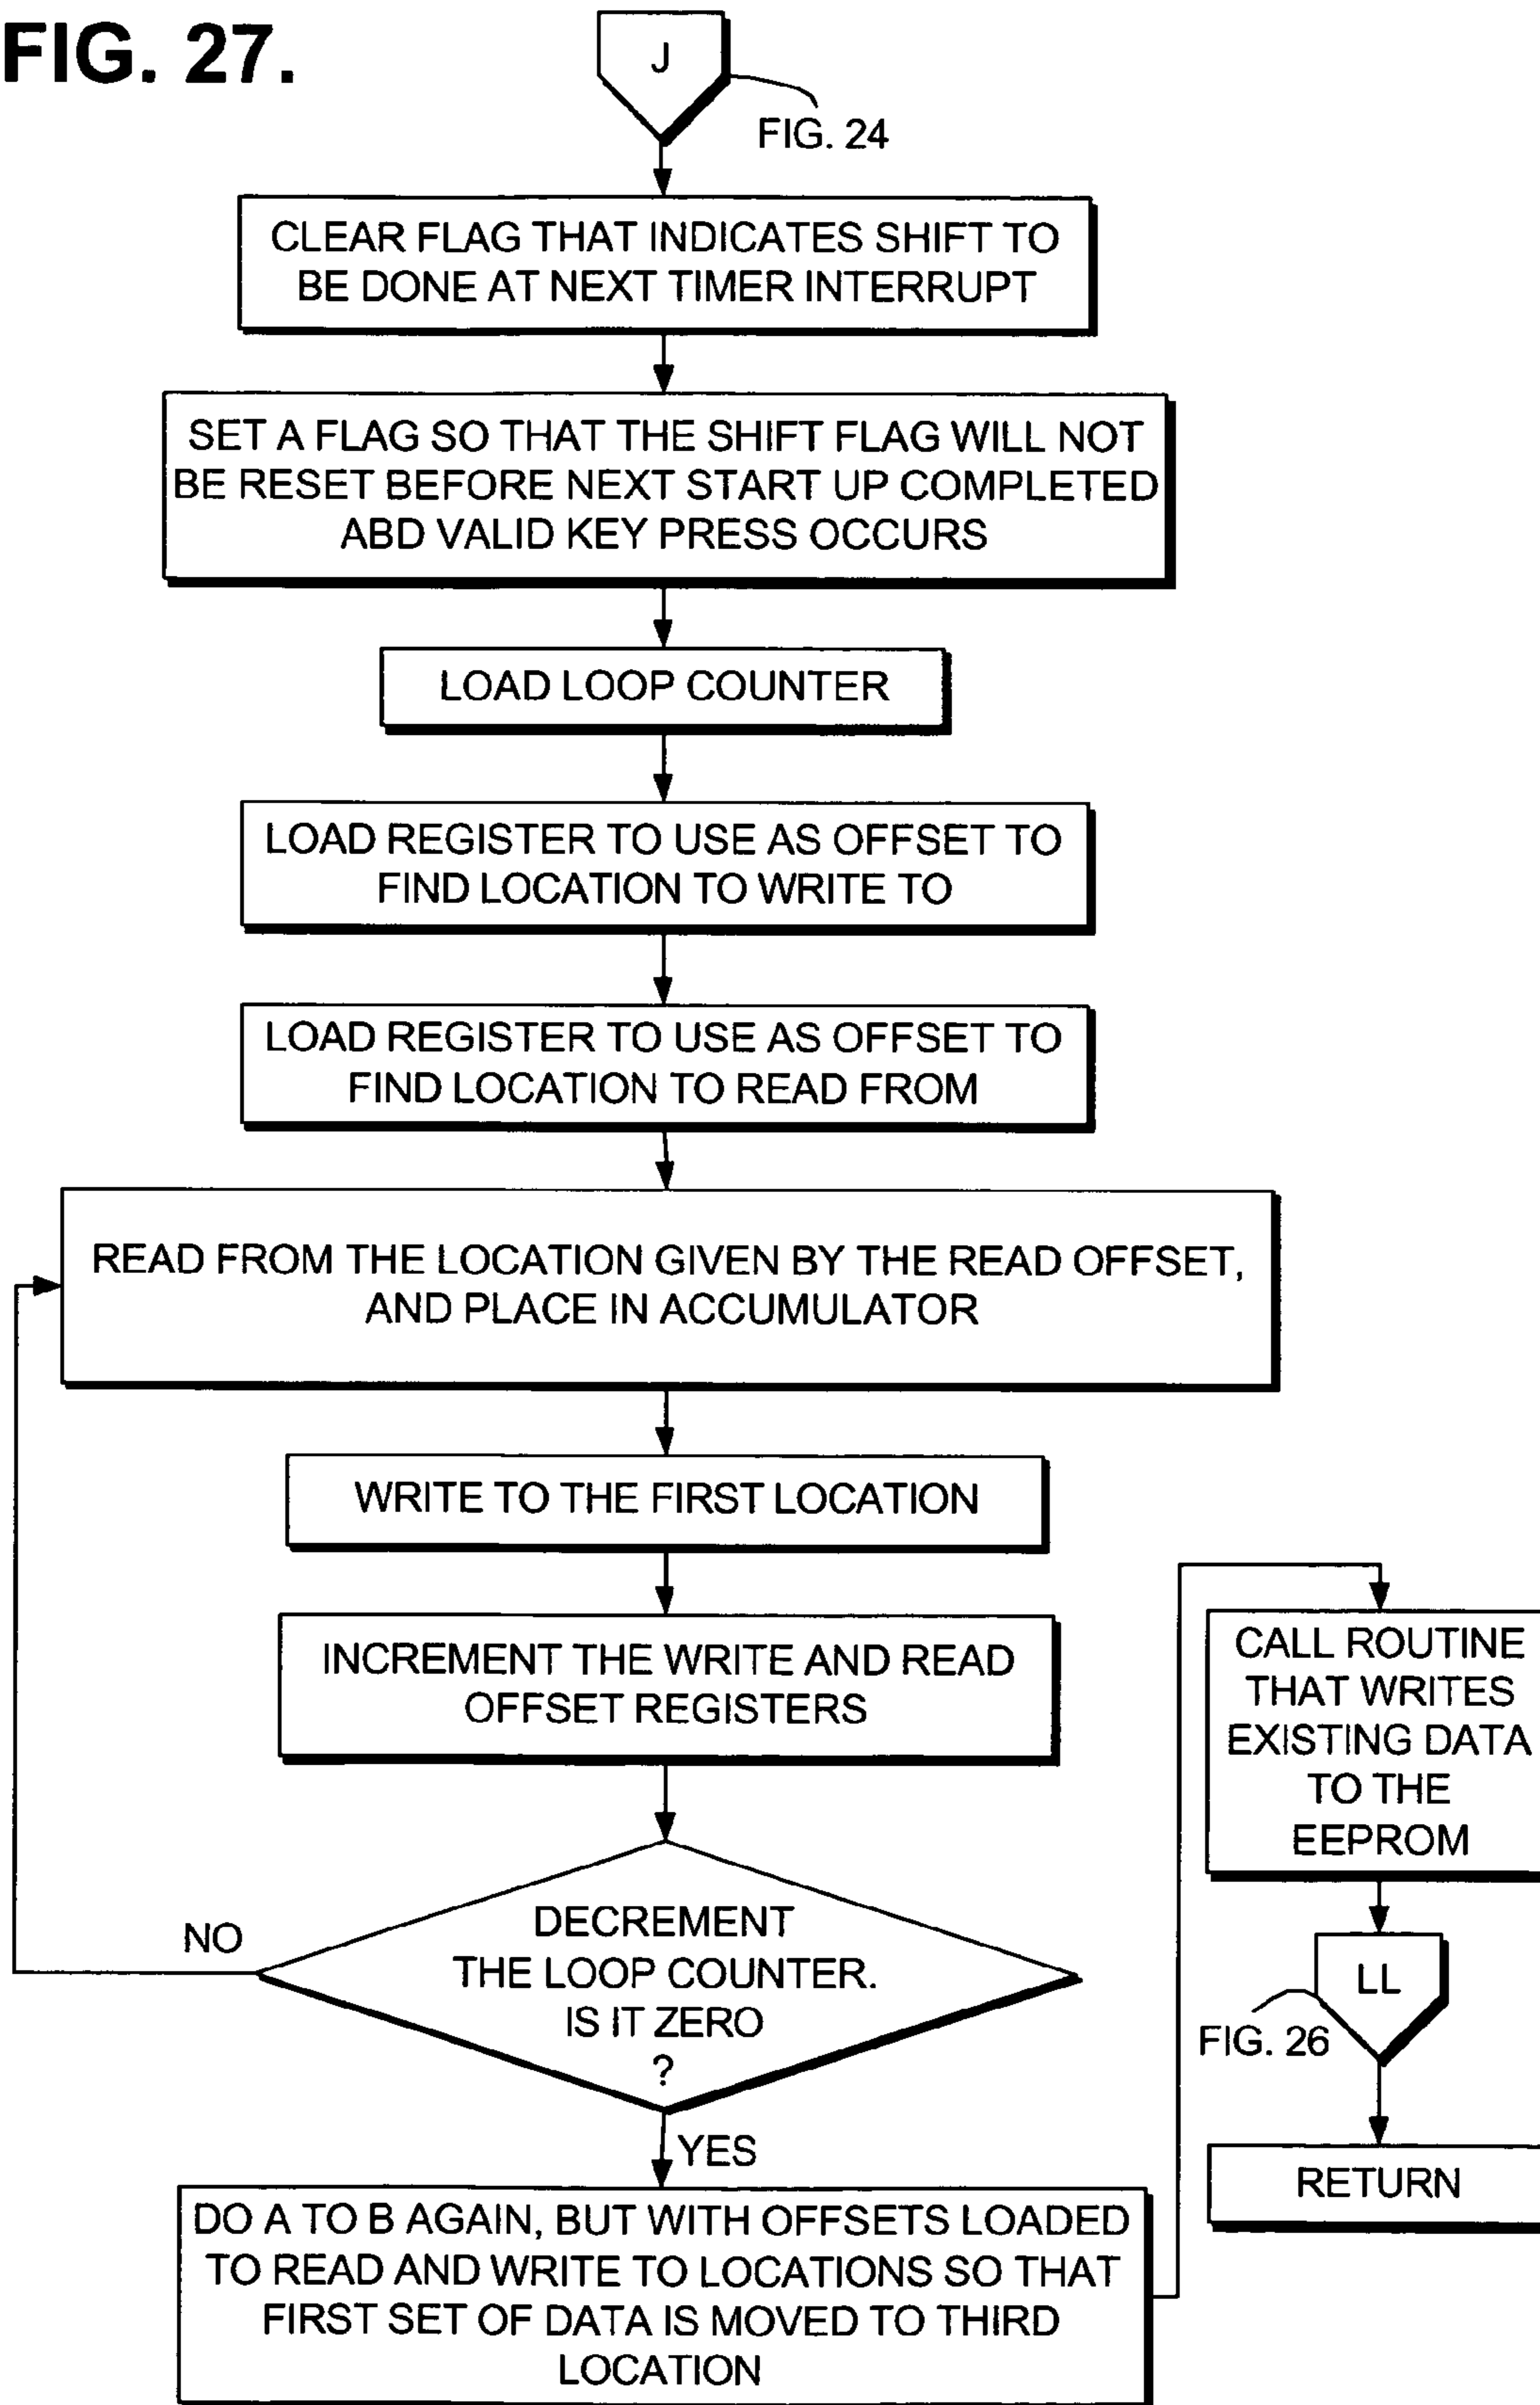 FIG. 27.
J
FIG. 24
CLEAR FLAG THAT INDICATES SHIFT TO
BE DONE AT NEXT TIMER INTERRUPT
SET A FLAG SO THAT THE SHIFT FLAG WILL NOT
BE RESET BEFORE NEXT START UP COMPLETED
ABD VALID KEY PRESS OCCURS
LOAD LOOP COUNTER
LOAD REGISTER TO USE AS OFFSET TO
FIND LOCATION TO WRITE TO
LOAD REGISTER TO USE AS OFFSET TO
FIND LOCATION TO READ FROM
READ FROM THE LOCATION GIVEN BY THE READ OFFSET,
AND PLACE IN ACCUMULATOR
WRITE TO THE FIRST LOCATION
INCREMENT THE WRITE AND READ
OFFSET REGISTERS
DECREMENT
THE LOOP COUNTER.
IS IT ZERO
?
NO
YES
DO A TO B AGAIN, BUT WITH OFFSETS LOADED
TO READ AND WRITE TO LOCATIONS SO THAT
FIRST SET OF DATA IS MOVED TO THIRD
LOCATION
CALL ROUTINE
THAT WRITES
EXISTING DATA
TO THE
EEPROM
LL
FIG. 26
RETURN